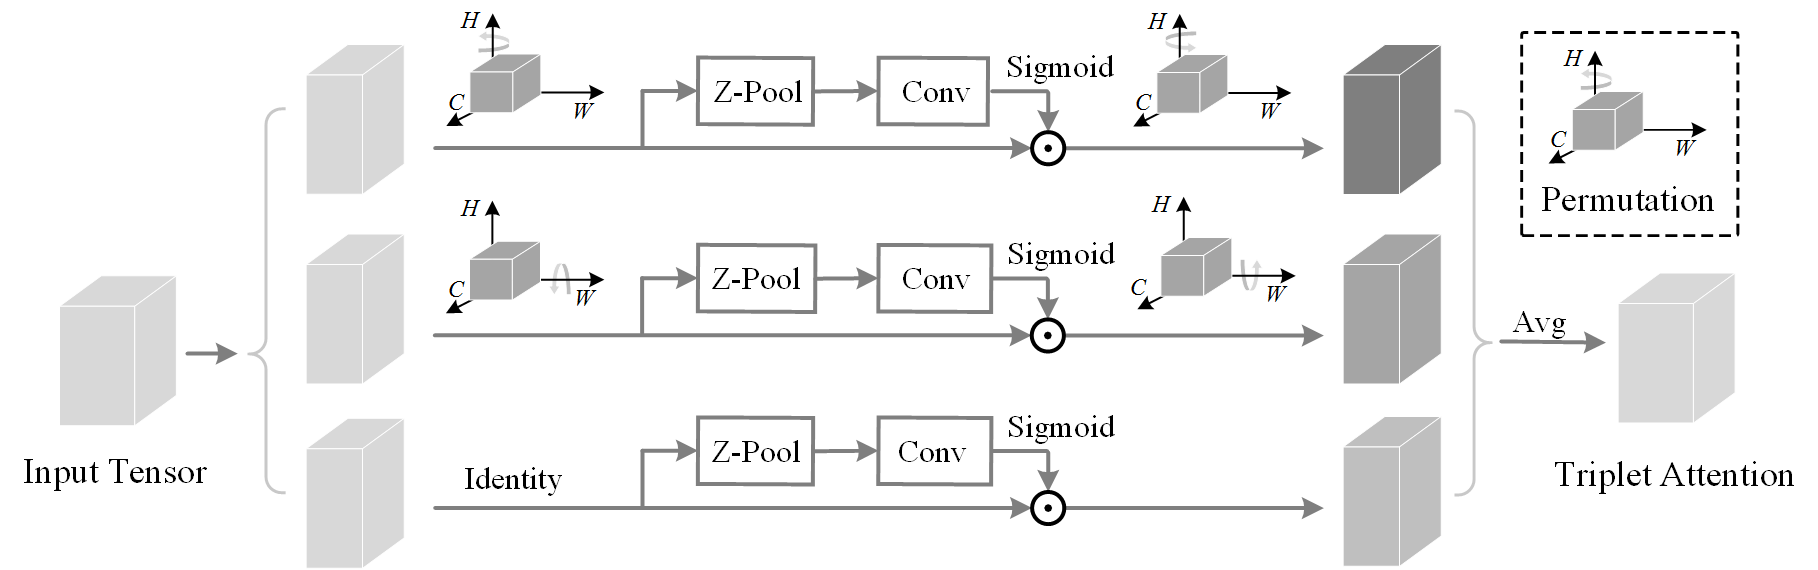 H
C
W
Z-Pool
Conv
Sigmoid
H
C
W
H
C
W
Permutation
H
C
W
Z-Pool
Conv
Sigmoid
H
C
W
Avg
Input Tensor
Identity
Z-Pool
Conv
Sigmoid
Triplet Attention